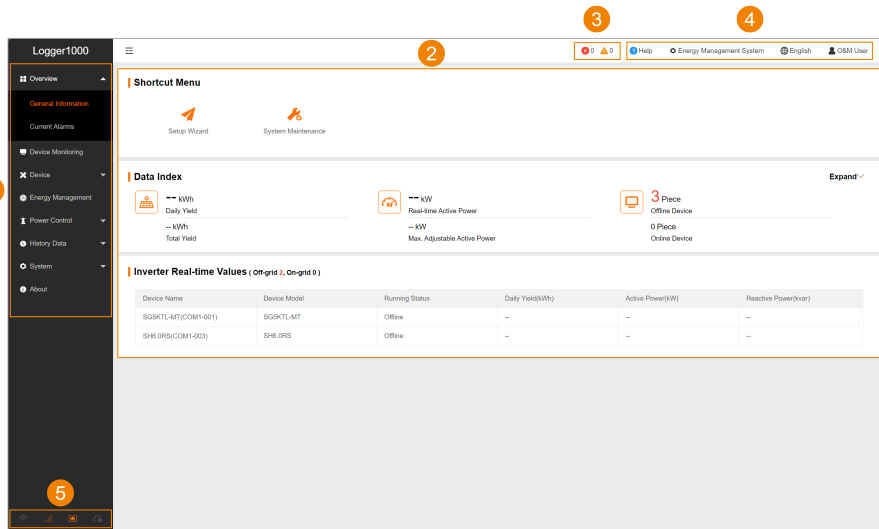 3
4
Logger1000
2
0 0
Help
Energy Management System
English
O&M User
Overview
General Information
Current Alarms
Device Monitoring
Device
Energy Management
Power Control
History Data
System
About
Shortcut Menu
Setup Wizard
System Maintenance
Data Index
Expand
-- kWh
Daily Yield
-- kWh
Total Yield
-- kW
Real-time Active Power
-- kW
Max. Adjustable Active Power
3 Piece
Offline Device
0 Piece
Online Device
Inverter Real-time Values ( Off-grid 2, On-grid 0 )
Device Name Device Model Running Status Daily Yield(kWh) Active Power(kW) Reactive Power(kvar)
SG5KTL-MT(COM1-001) SG5KTL-MT Offline -- -- --
SH6.0RS(COM1-003) SH6.0RS Offline -- -- --
5